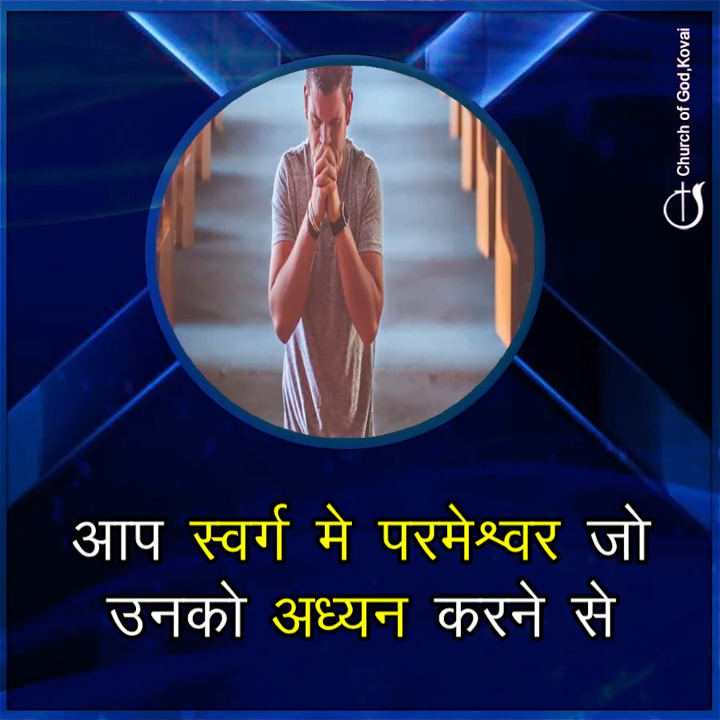 Church of God,Kovai
आप स्वर्ग मे परमेश्वर जो
उनको अध्यन करने से